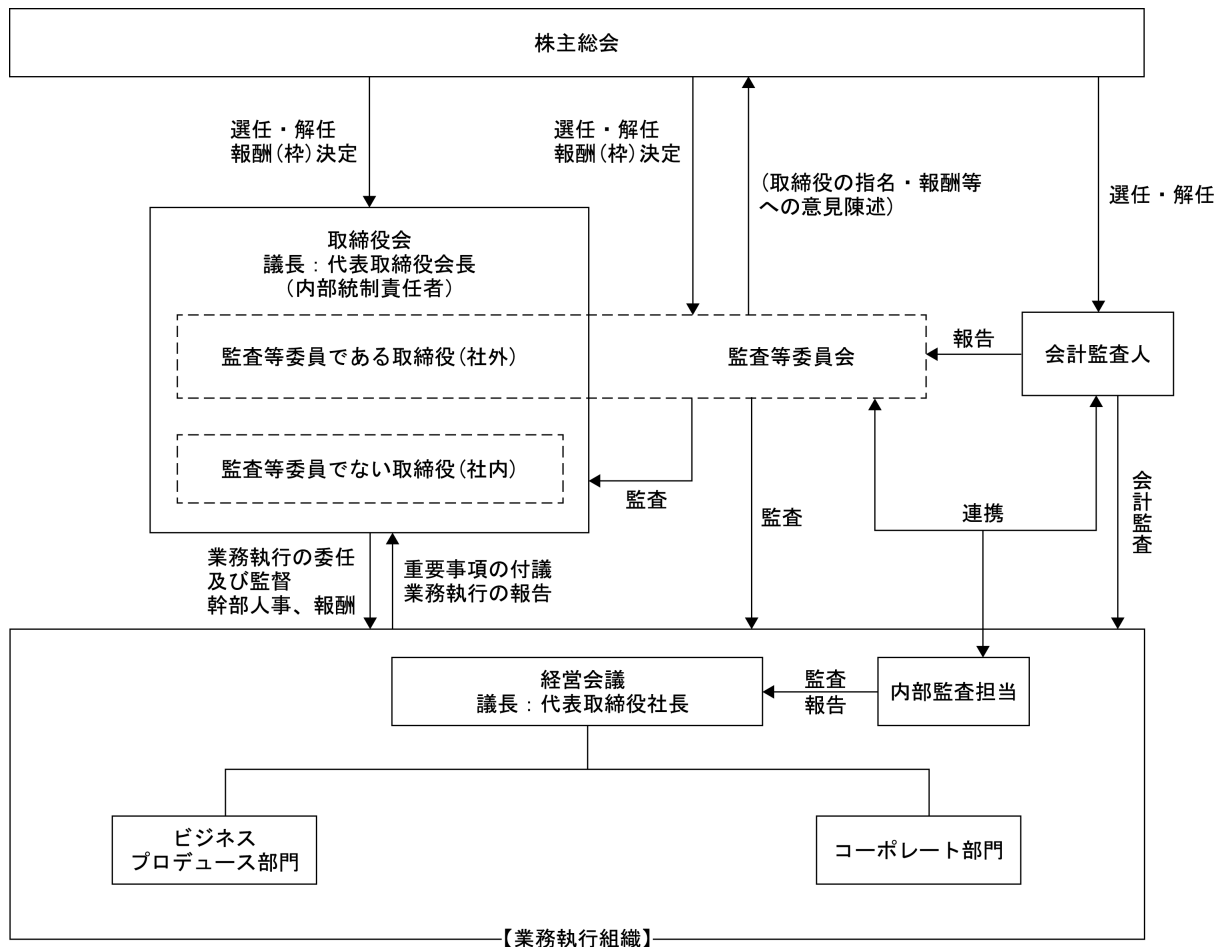 株主総会
選任・解任
報酬(枠)決定
選任・解任
報酬(枠)決定
(取締役の指名・報酬等
への意見陳述)
選任・解任
取締役会
議長：代表取締役会長
(内部統制責任者)
監査等委員である取締役(社外)
監査等委員会
報告
会計監査人
監査等委員でない取締役(社内)
監査
監査
連携
会計監査
業務執行の委任
及び監督
幹部人事、報酬
重要事項の付議
業務執行の報告
経営会議
議長：代表取締役社長
監査
報告
内部監査担当
ビジネス
プロデュース部門
コーポレート部門
【業務執行組織】